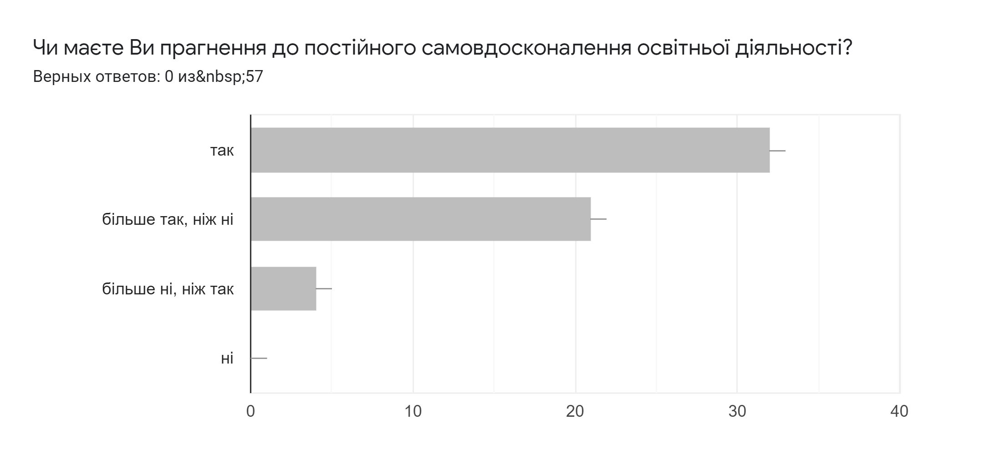 Чи маєте Ви прагнення до постійного самовдосконалення освітньої діяльності?
Верных ответов: 0 из&nbsp;57
так
більше так, ніж ні
більше ні, ніж так
ні
0 10 20 30 40